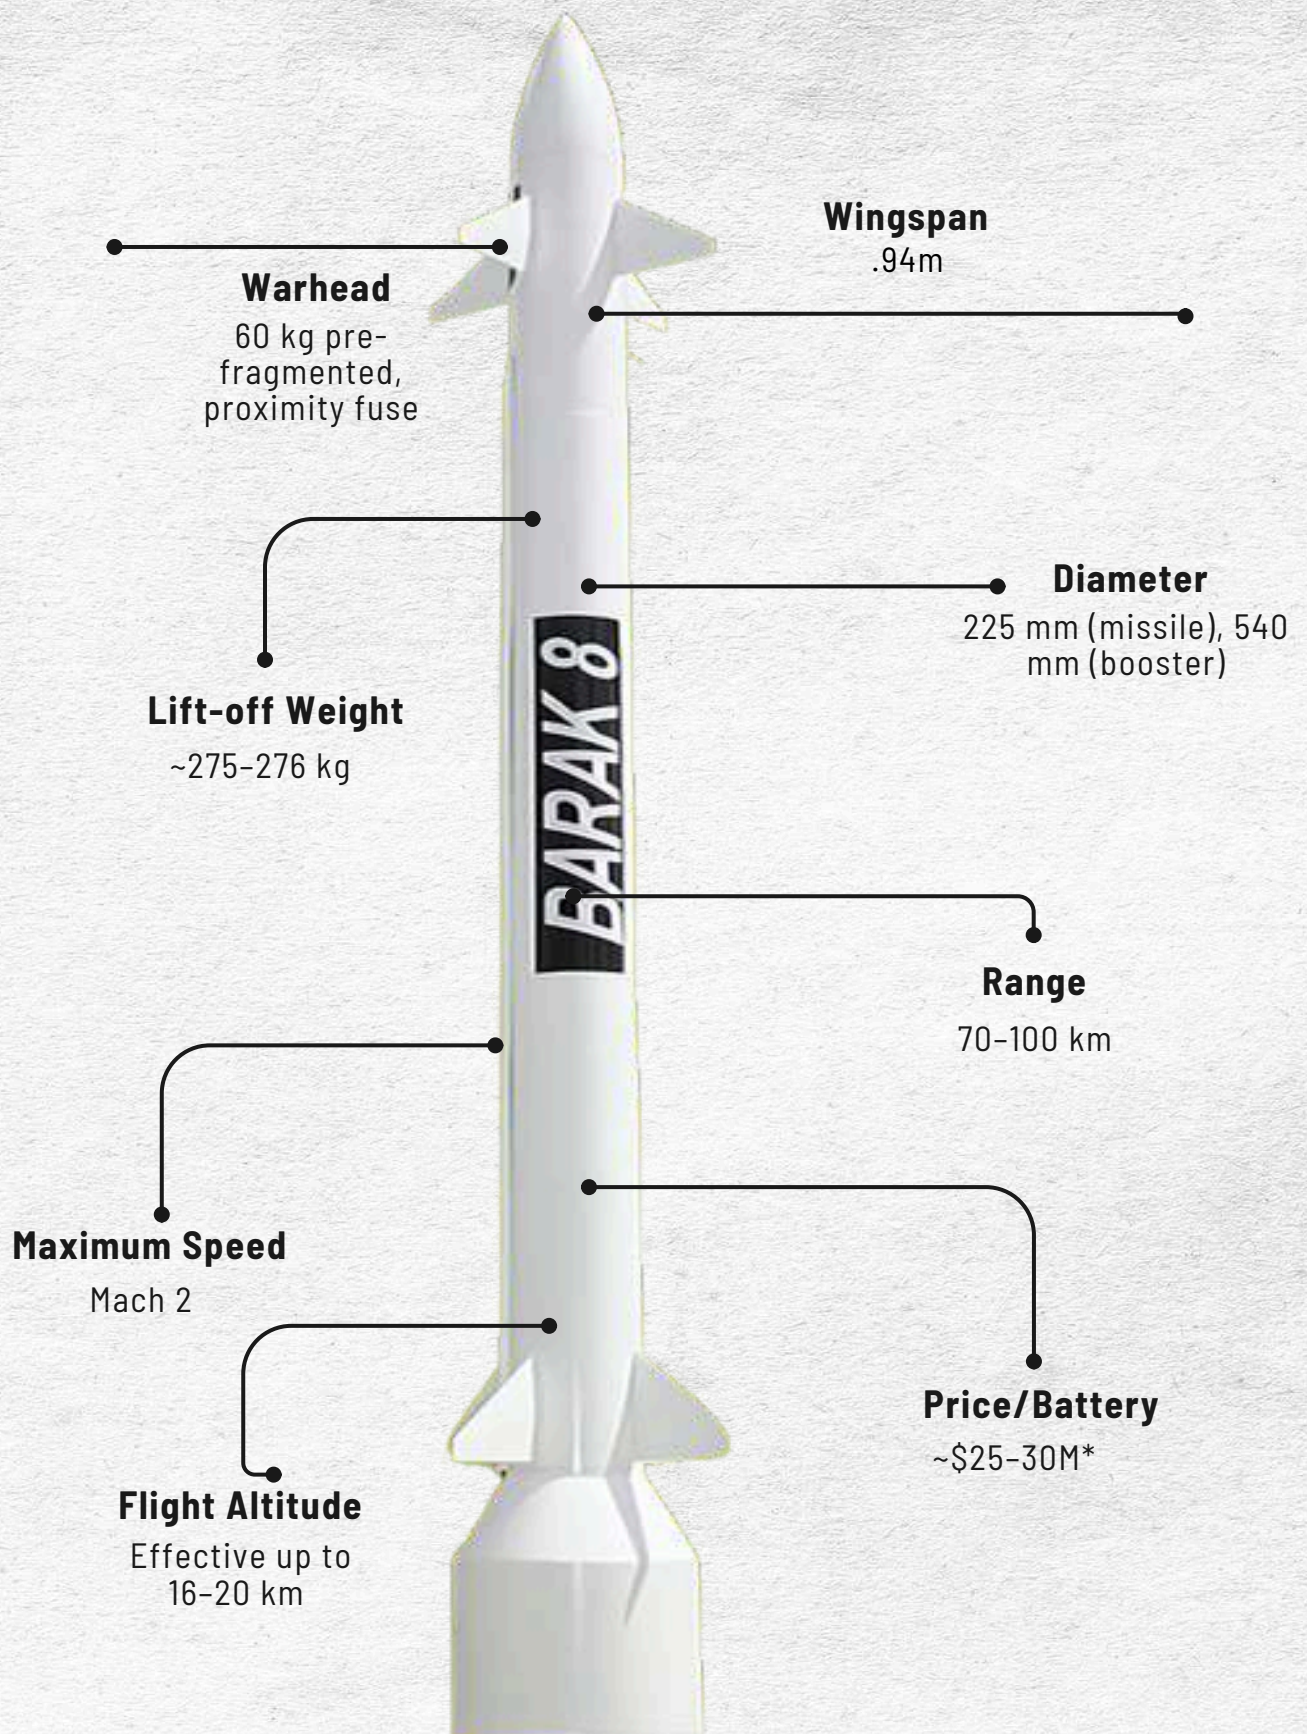 Wingspan
.94m
Warhead
60 kg pre-
fragmented,
proximity fuse
Diameter
225 mm (missile), 540
mm (booster)
BARAK 8
Lift-off Weight
~275–276 kg
Range
70–100 km
Maximum Speed
Mach 2
Price/Battery
~$25–30M*
Flight Altitude
Effective up to
16–20 km